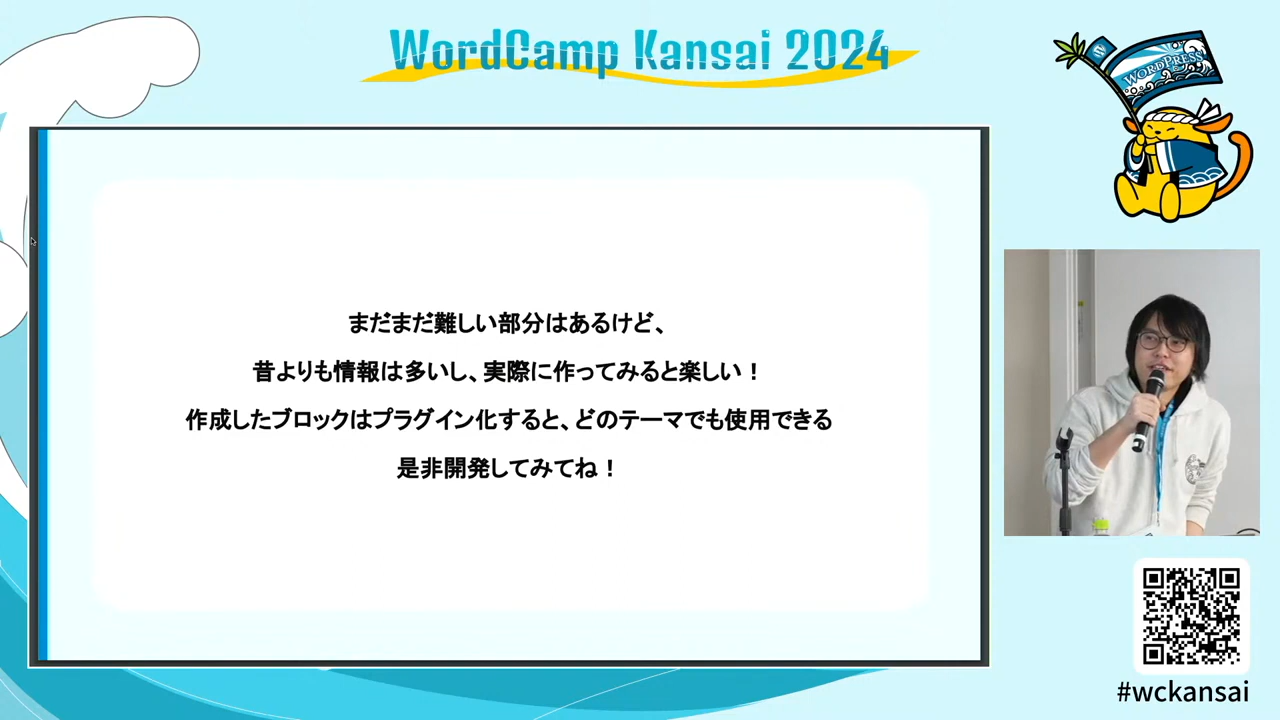 WordCamp Kansai 2024
W
WORDPRESS
まだまだ難しい部分はあるけど、
昔よりも情報は多いし、実際に作ってみると楽しい！
作成したブロックはプラグイン化すると、どのテーマでも使用できる
是非開発してみてね！
#wckansai